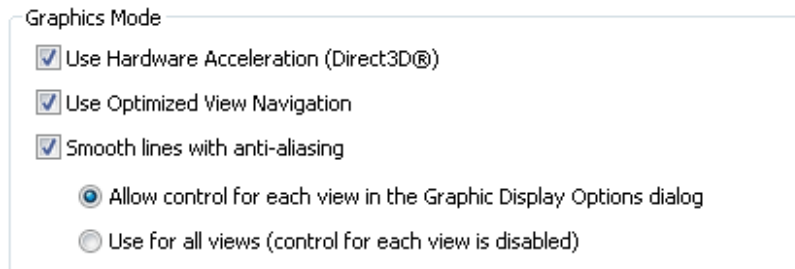 Graphics Mode
Use Hardware Acceleration (Direct3D®)
Use Optimized View Navigation
Smooth lines with anti-aliasing
Allow control for each view in the Graphic Display Options dialog
Use for all views (control for each view is disabled)